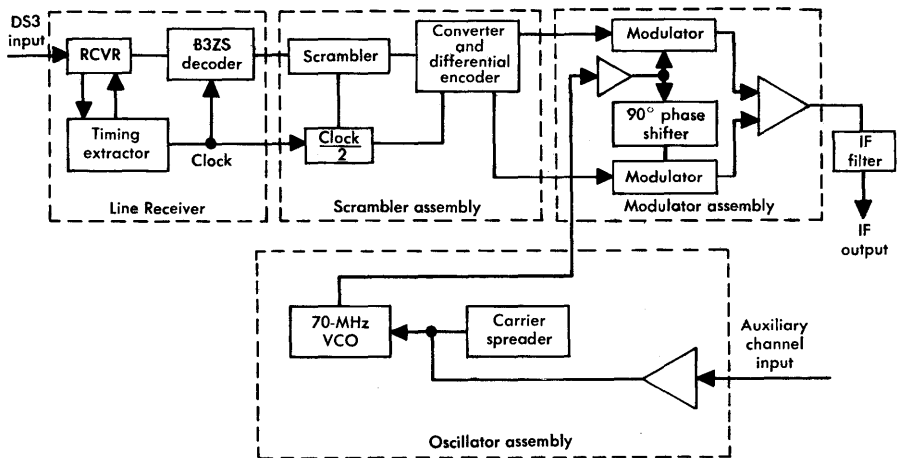 DS3
input
RCVR
B3ZS
decoder
Timing
extractor
Clock
Line Receiver
Scrambler
Clock
2
Converter
and
differential
encoder
Scrambler assembly
Modulator
90° phase
shifter
Modulator
Modulator assembly
IF
filter
IF
output
70-MHz
VCO
Carrier
spreader
Auxiliary
channel
input
Oscillator assembly